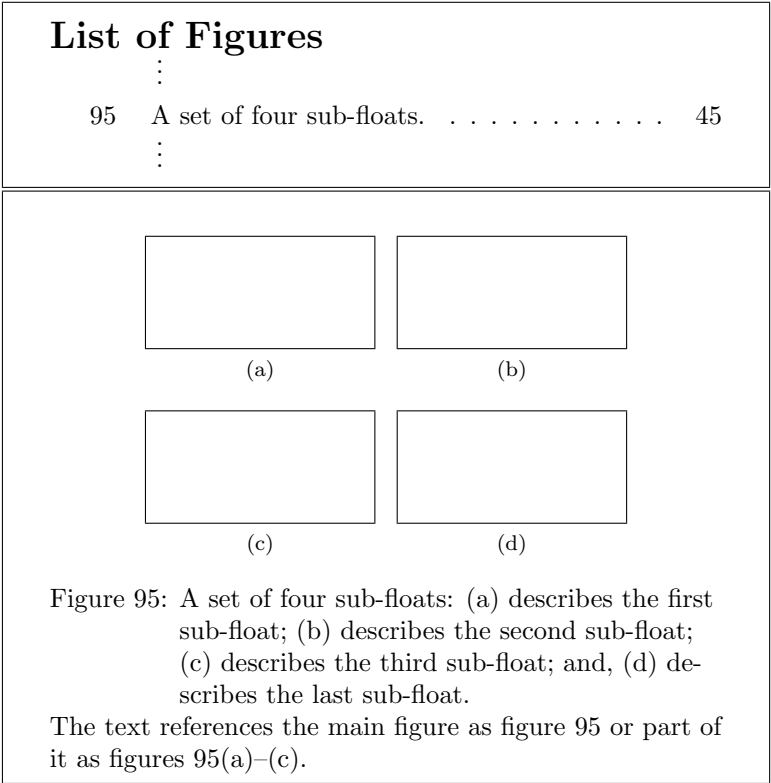 List of Figures
⋮
95 A set of four sub-floats. . . . . . . . . . . . 45
⋮
(a) (b)
(c) (d)
Figure 95: A set of four sub-floats: (a) describes the first
sub-float; (b) describes the second sub-float;
(c) describes the third sub-float; and, (d) de-
scribes the last sub-float.
The text references the main figure as figure 95 or part of
it as figures 95(a)–(c).